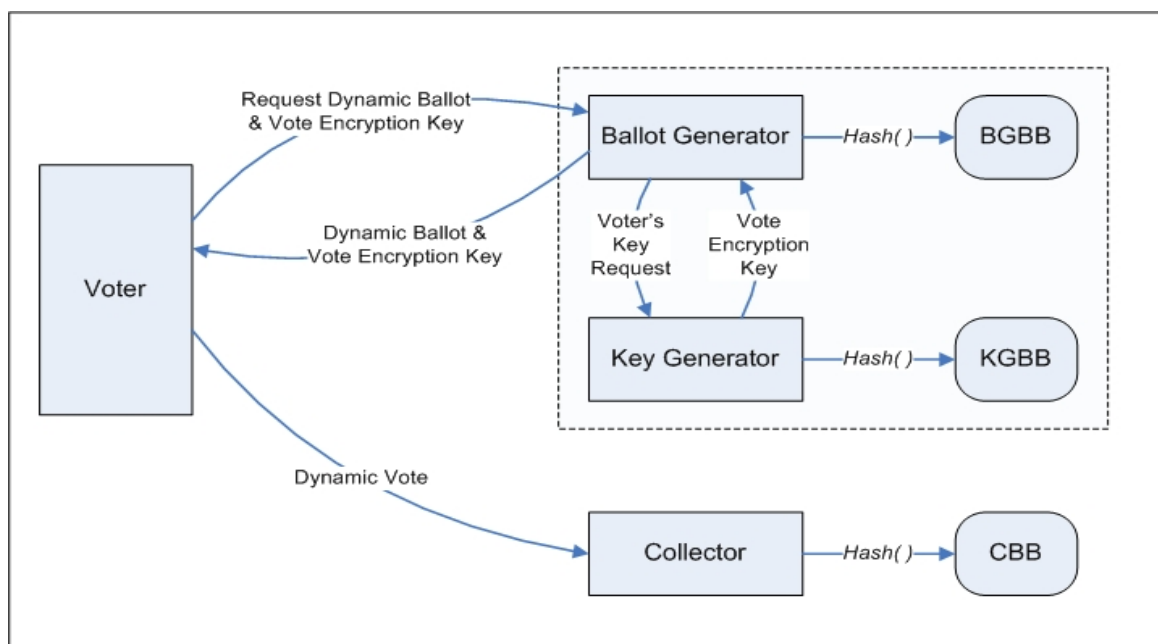 Request Dynamic Ballot
& Vote Encryption Key
Ballot Generator
Hash( )
BGBB
Voter
Dynamic Ballot &
Vote Encryption Key
Voter's
Key
Request
Vote
Encryption
Key
Key Generator
Hash( )
KGBB
Dynamic Vote
Collector
Hash( )
CBB